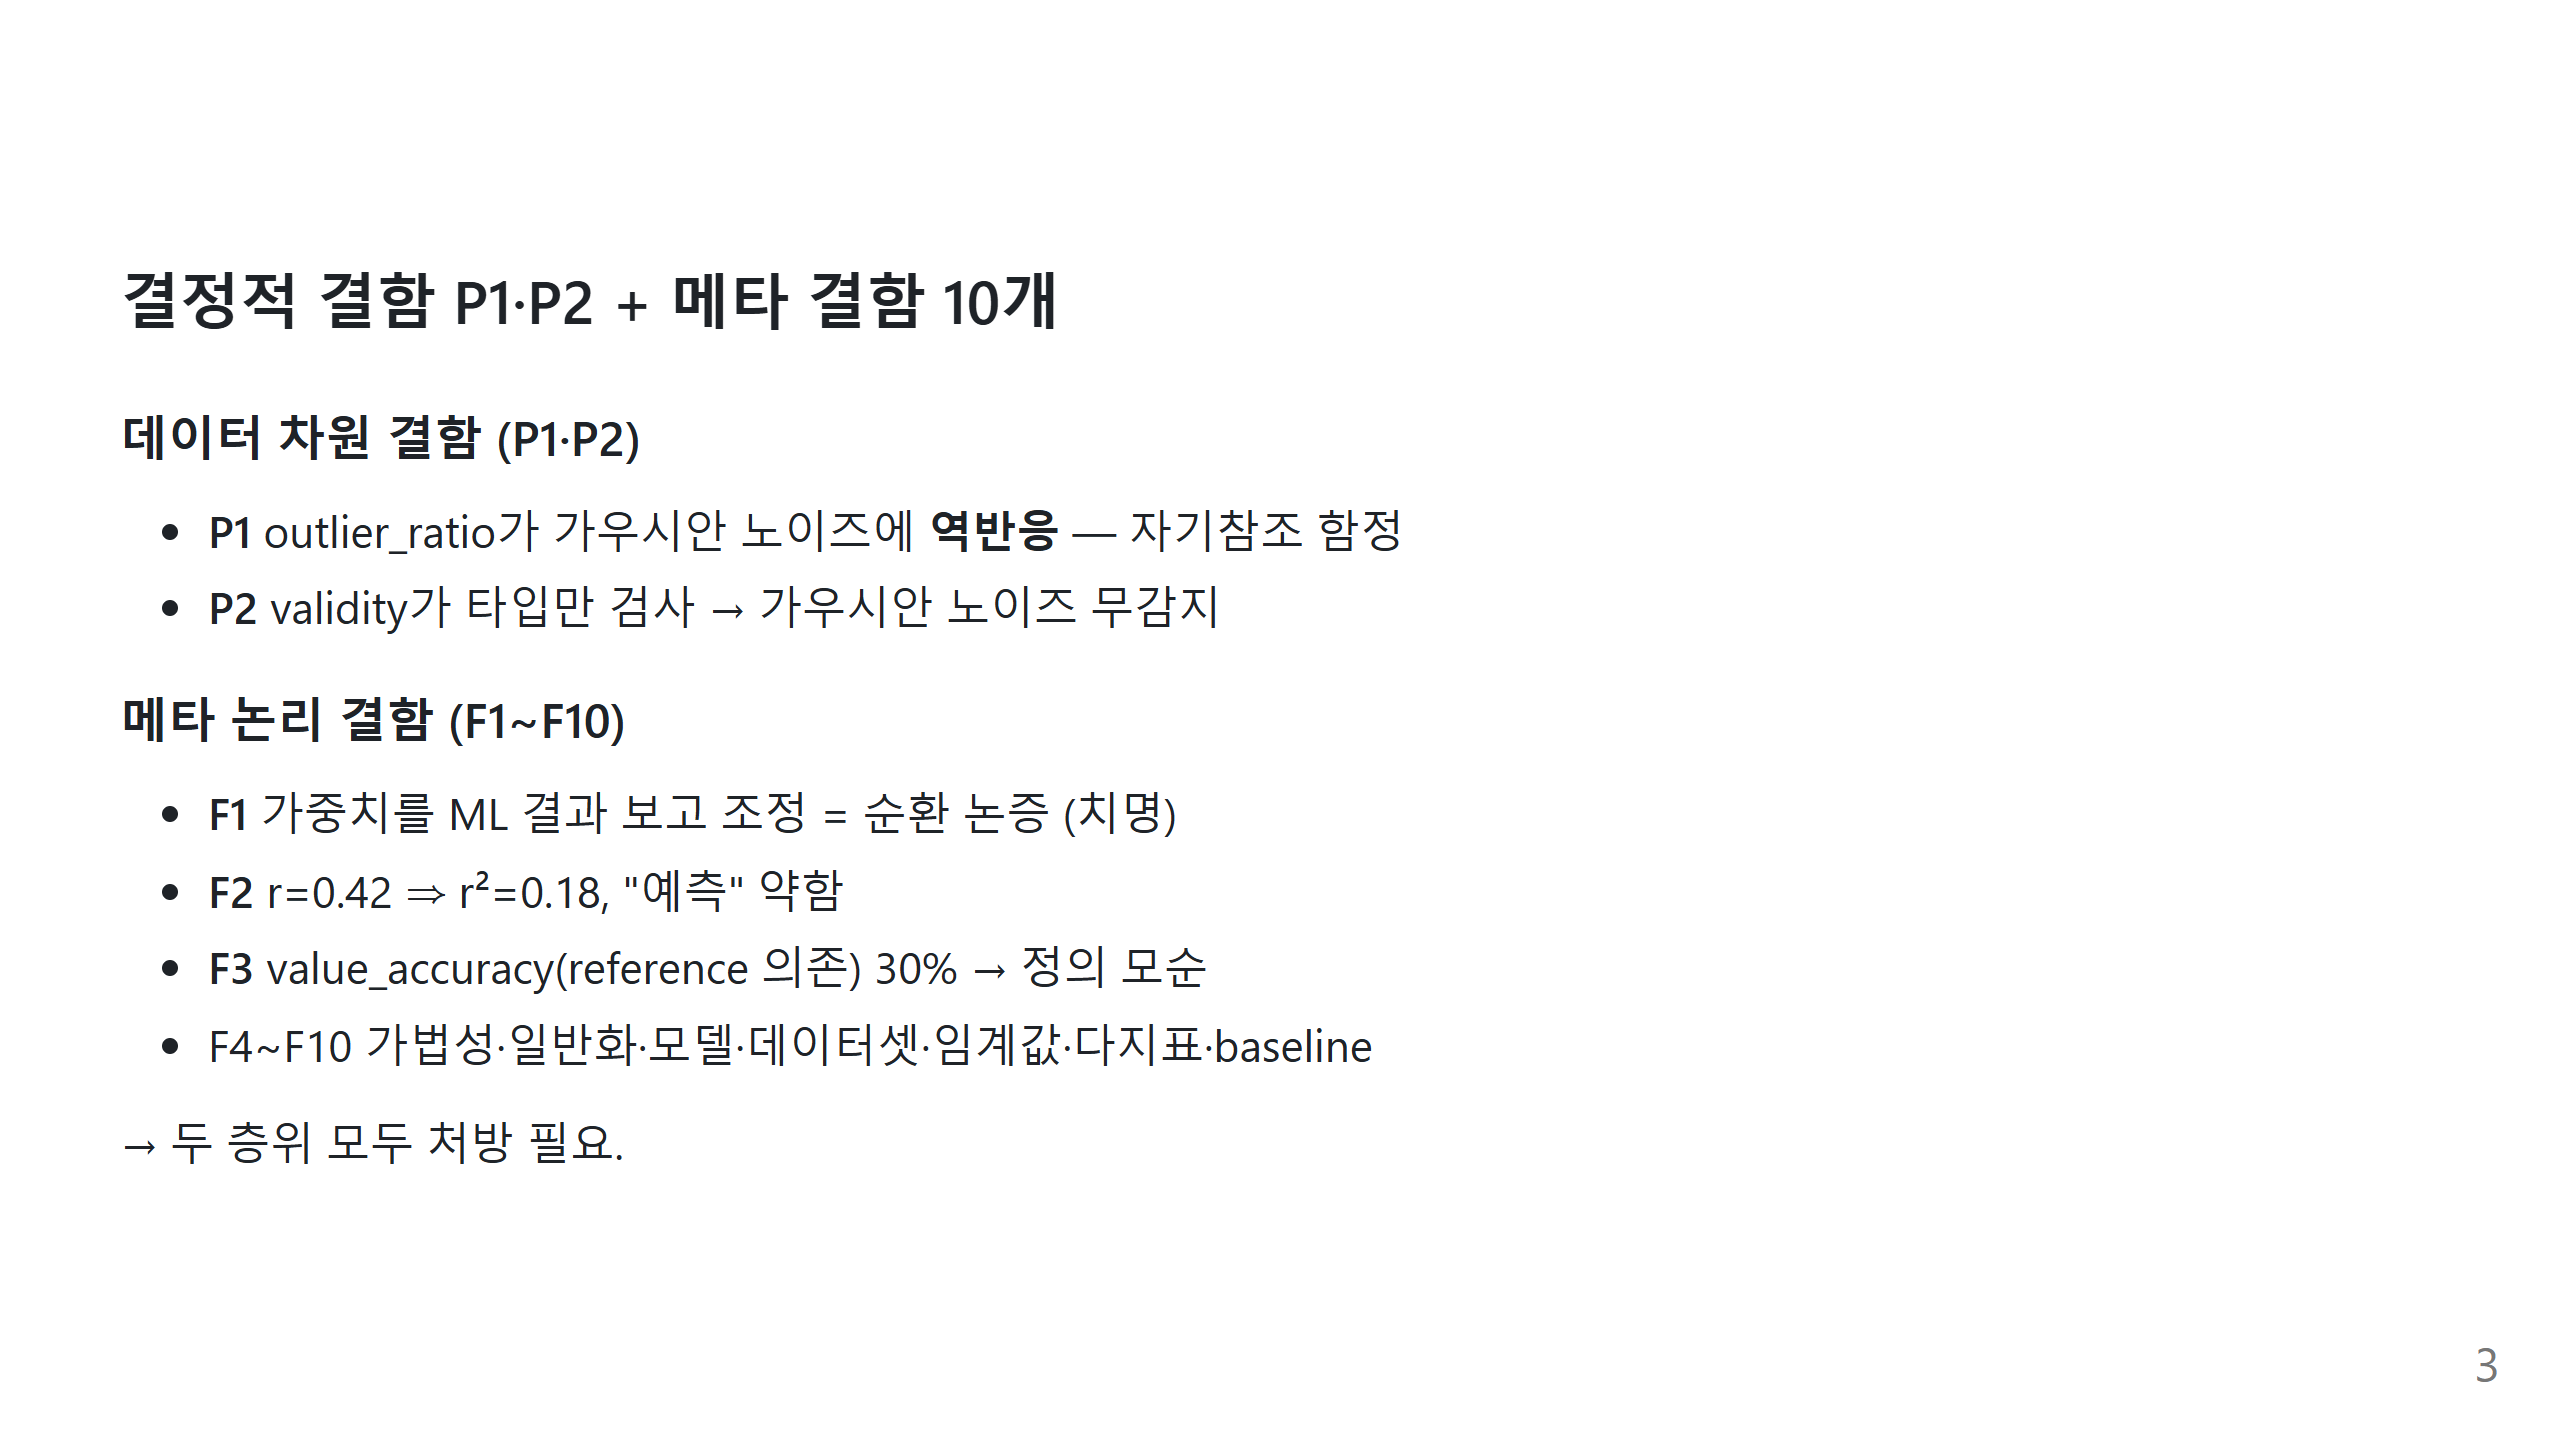 결정적 결함 P1·P2 + 메타 결함 10개
데이터 차원 결함 (P1·P2)
• P1 outlier_ratio가 가우시안 노이즈에 역반응 — 자기참조 함정
• P2 validity가 타입만 검사 → 가우시안 노이즈 무감지
메타 논리 결함 (F1~F10)
• F1 가중치를 ML 결과 보고 조정 = 순환 논증 (치명)
• F2 r=0.42 ⇒ r²=0.18, "예측" 약함
• F3 value_accuracy(reference 의존) 30% → 정의 모순
• F4~F10 가법성·일반화·모델·데이터셋·임계값·다지표·baseline
→ 두 층위 모두 처방 필요.
3